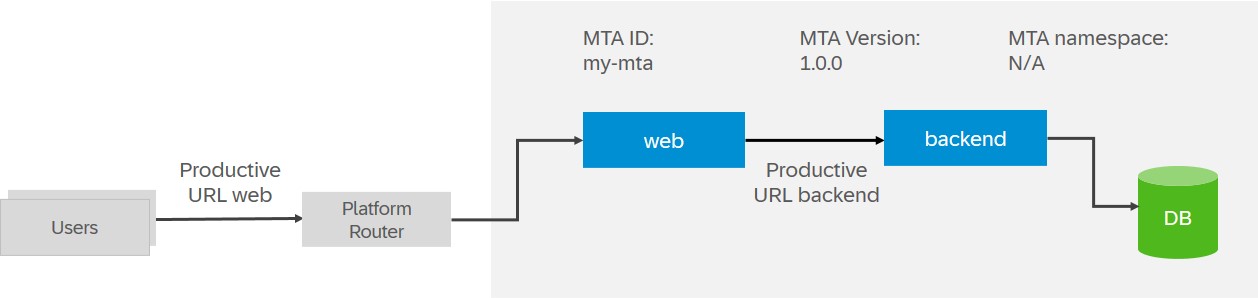 MTA ID:
my-mta
MTA Version:
1.0.0
MTA namespace:
N/A
web
backend
Productive
URL web
Productive
URL backend
Users
Platform
Router
DB